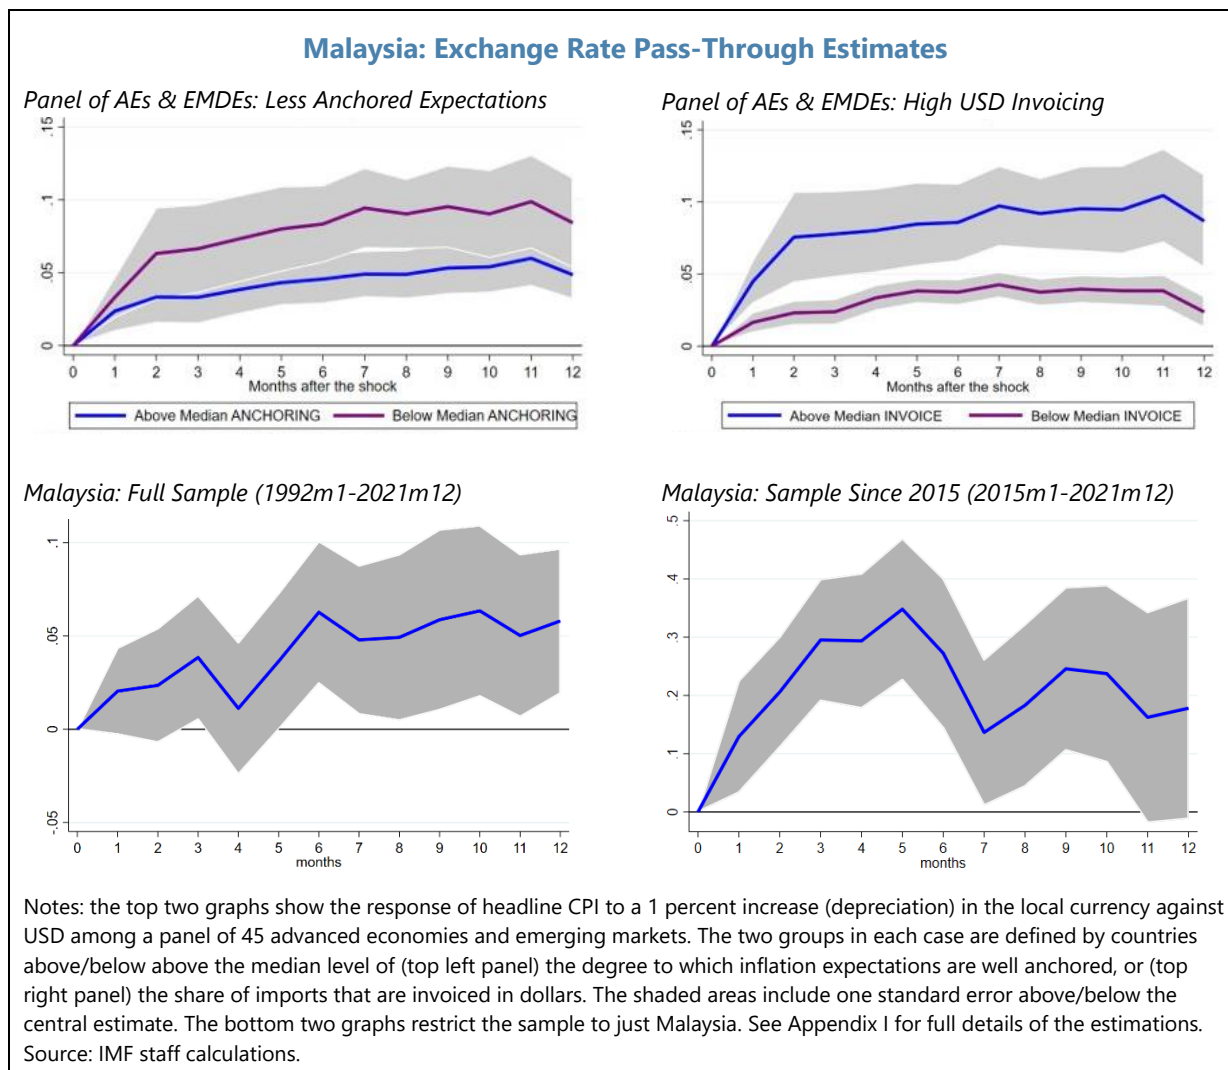 Malaysia: Exchange Rate Pass-Through Estimates
Panel of AEs & EMDEs: Less Anchored Expectations
.15
.1
.05
0
0 1 2 3 4 5 6 7 8 9 10 11 12
Months after the shock
Above Median ANCHORING Below Median ANCHORING
Panel of AEs & EMDEs: High USD Invoicing
.15
.1
.05
0
0 1 2 3 4 5 6 7 8 9 10 11 12
Months after the shock
Above Median INVOICE Below Median INVOICE
Malaysia: Full Sample (1992m1-2021m12)
.1
.05
0
-.05
0 1 2 3 4 5 6 7 8 9 10 11 12
months
Malaysia: Sample Since 2015 (2015m1-2021m12)
.5
.4
.3
.2
.1
0
0 1 2 3 4 5 6 7 8 9 10 11 12
months
Notes: the top two graphs show the response of headline CPI to a 1 percent increase (depreciation) in the local currency against
USD among a panel of 45 advanced economies and emerging markets. The two groups in each case are defined by countries
above/below above the median level of (top left panel) the degree to which inflation expectations are well anchored, or (top
right panel) the share of imports that are invoiced in dollars. The shaded areas include one standard error above/below the
central estimate. The bottom two graphs restrict the sample to just Malaysia. See Appendix I for full details of the estimations.
Source: IMF staff calculations.